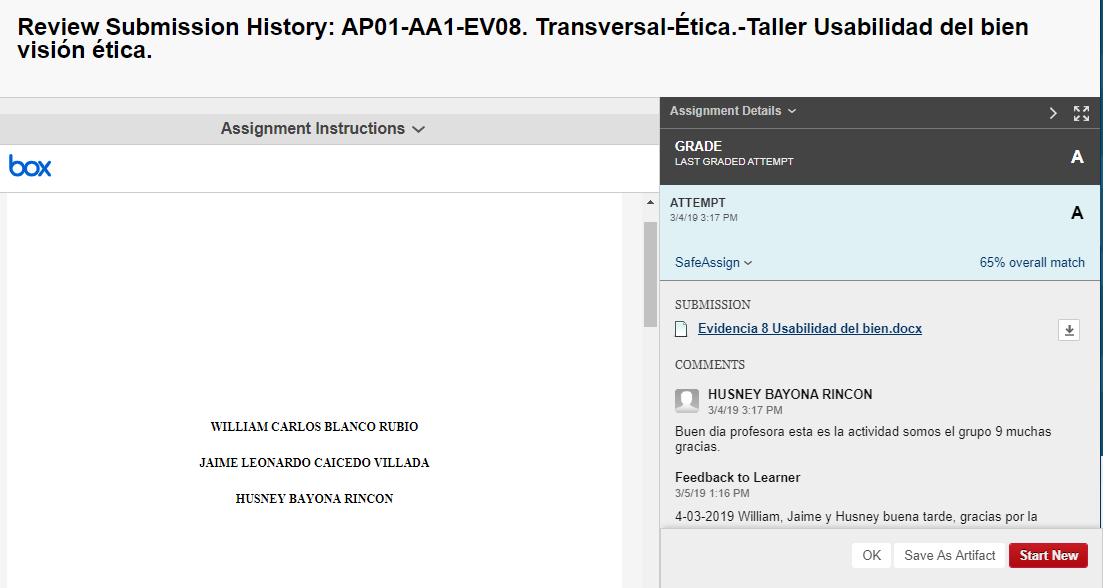 Review Submission History: AP01-AA1-EV08. Transversal-Ética.-Taller Usabilidad del bien
visión ética.
Assignment Instructions
box
WILLIAM CARLOS BLANCO RUBIO
JAIME LEONARDO CAICEDO VILLADA
HUSNEY BAYONA RINCON
Assignment Details
GRADE
LAST GRADED ATTEMPT
A
ATTEMPT
3/4/19 3:17 PM
A
SafeAssign
65% overall match
SUBMISSION
Evidencia 8 Usabilidad del bien.docx
COMMENTS
HUSNEY BAYONA RINCON
3/4/19 3:17 PM
Buen dia profesora esta es la actividad somos el grupo 9 muchas
gracias.
Feedback to Learner
3/5/19 1:16 PM
4-03-2019 William, Jaime y Husney buena tarde, gracias por la
OK
Save As Artifact
Start New